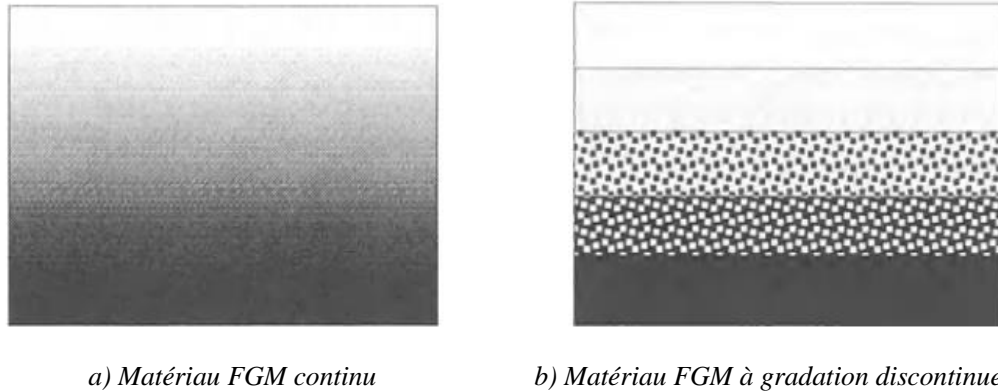 a) Matériau FGM continu
b) Matériau FGM à gradation discontinue